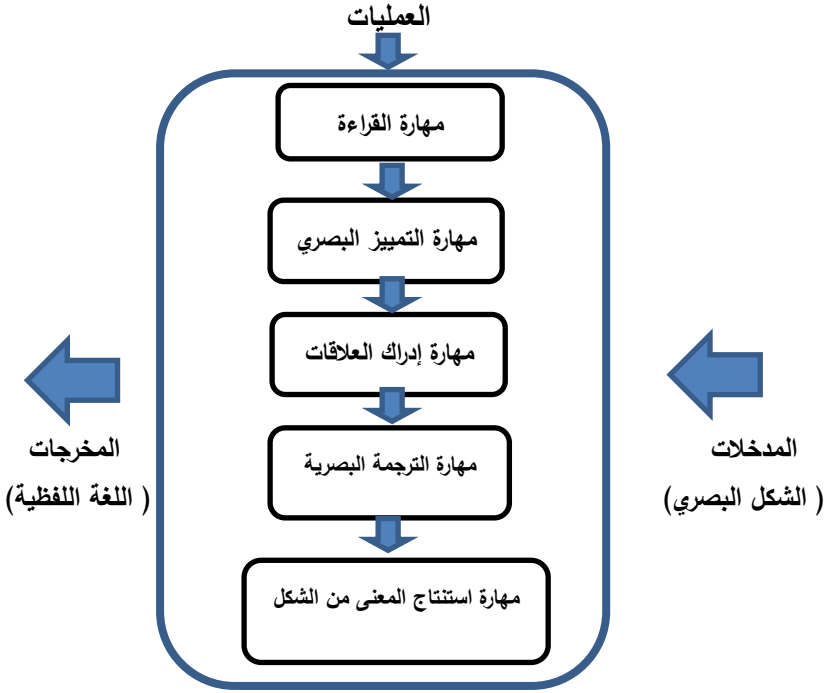 العمليات
مهارة القراءة
مهارة التمييز البصري
مهارة إدراك العلاقات
المدخلات
( الشكل البصري)
مهارة الترجمة البصرية
المخرجات
( اللغة اللفظية)
مهارة استنتاج المعنى من الشكل